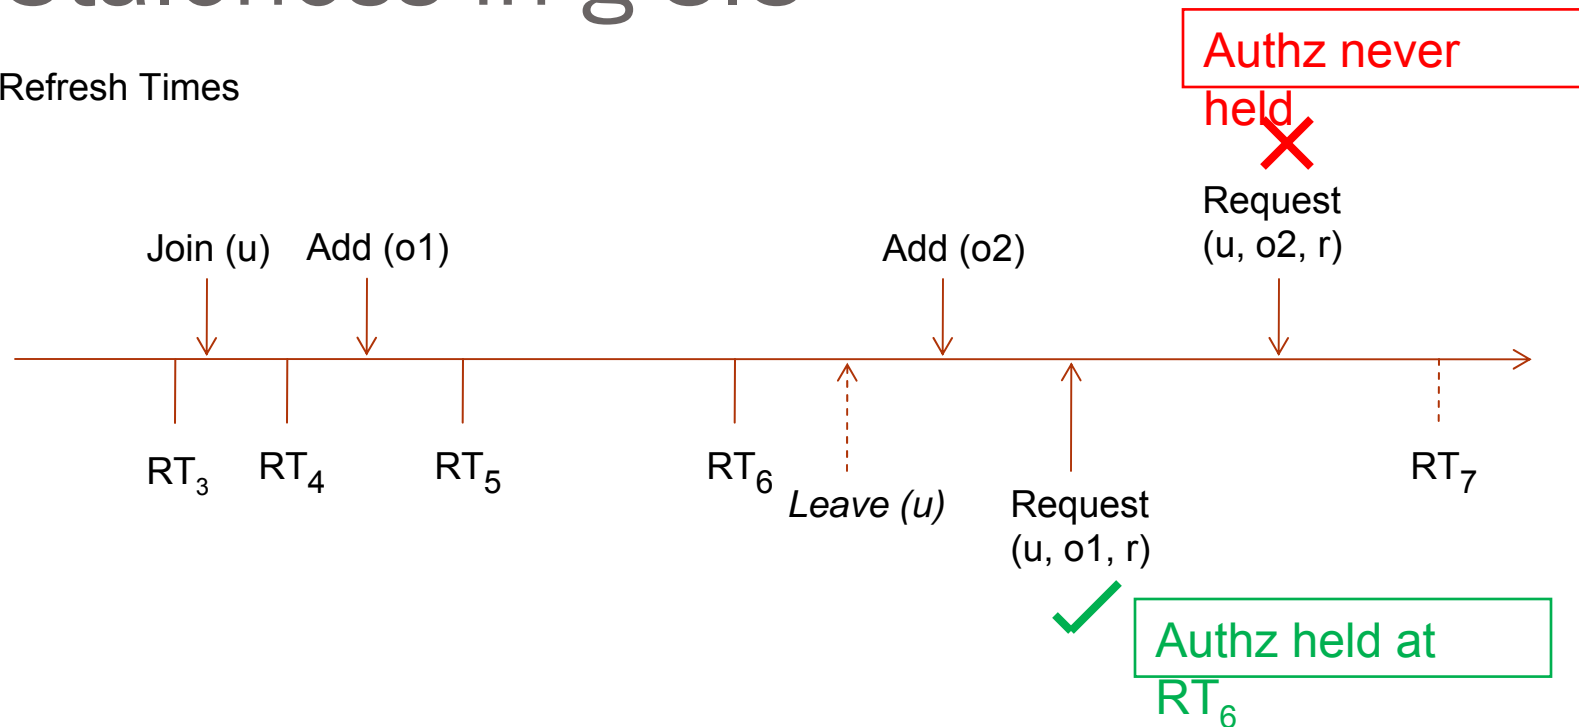 Refresh Times
Authz never
held
Request
(u, o2, r)
Join (u)
Add (o1)
Add (o2)
RT3
RT4
RT5
RT6
Leave (u)
Request
(u, o1, r)
RT7
Authz held at
RT6